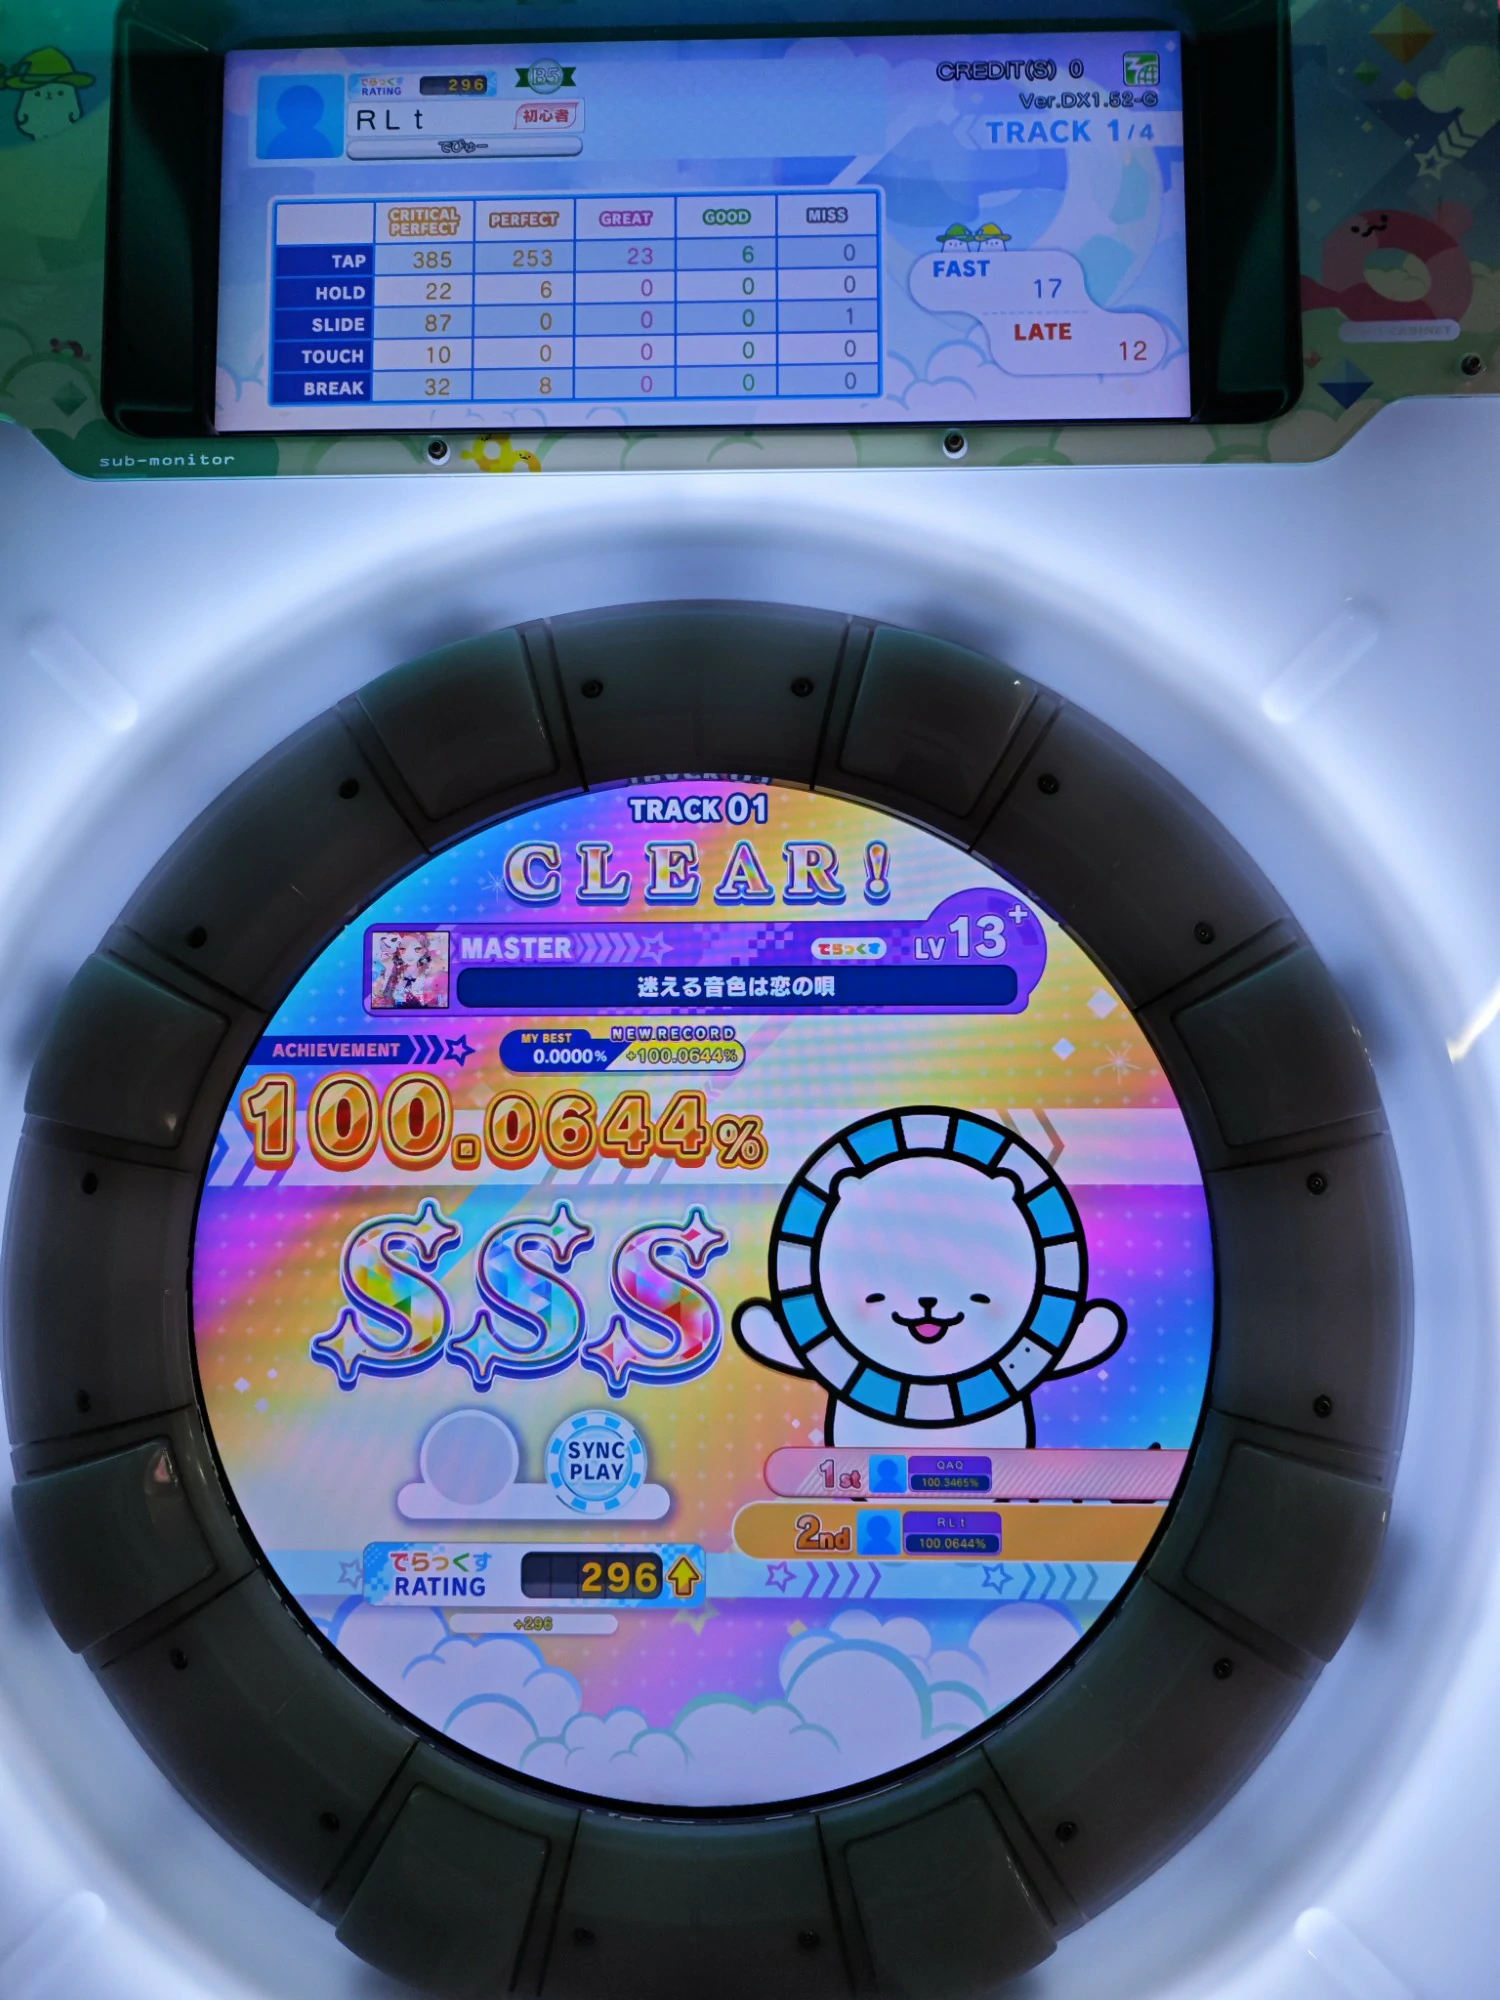 でらっくす
RATING 296 B5
CREDIT(S) 0
RLt 初心者
Ver.DX1.52-G
でびゅー
TRACK 1/4
CRITICAL PERFECT PERFECT GREAT GOOD MISS
TAP 385 253 23 6 0
HOLD 22 6 0 0 0
SLIDE 87 0 0 0 1
TOUCH 10 0 0 0 0
BREAK 32 8 0 0 0
FAST
17
LATE
12
CABINET
sub-monitor
TRACK 01
CLEAR!
MASTER でらっくす LV 13+
迷える音色は恋の唄
ACHIEVEMENT
MY BEST NEW RECORD
0.0000% +100.0644%
100.0644%
SSS
SYNC
PLAY
1st QAQ
100.3465%
2nd RLt
100.0644%
でらっくす
RATING 296
+296